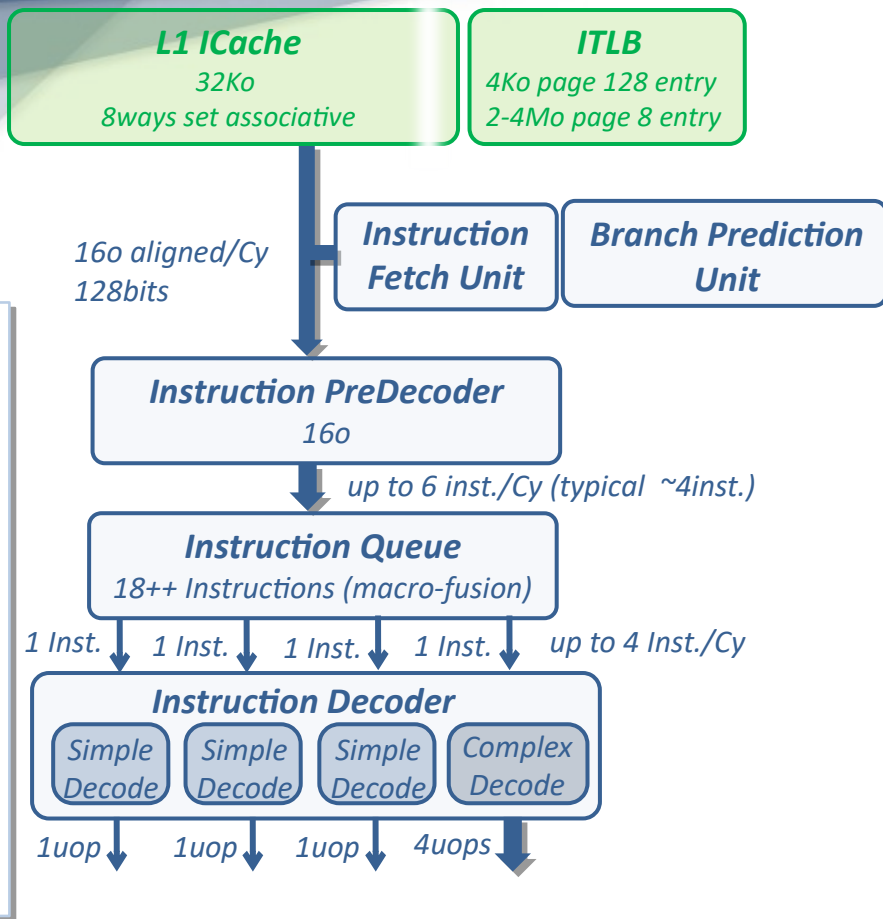 L1 ICache
32Ko
8ways set associative
ITLB
4Ko page 128 entry
2-4Mo page 8 entry
16o aligned/Cy
128bits
Instruction
Fetch Unit
Branch Prediction
Unit
Instruction PreDecoder
16o
up to 6 inst./Cy (typical ~4inst.)
Instruction Queue
18++ Instructions (macro-fusion)
1 Inst.
1 Inst.
1 Inst.
1 Inst.
up to 4 Inst./Cy
Instruction Decoder
Simple
Decode
Simple
Decode
Simple
Decode
Complex
Decode
1uop
1uop
1uop
4uops